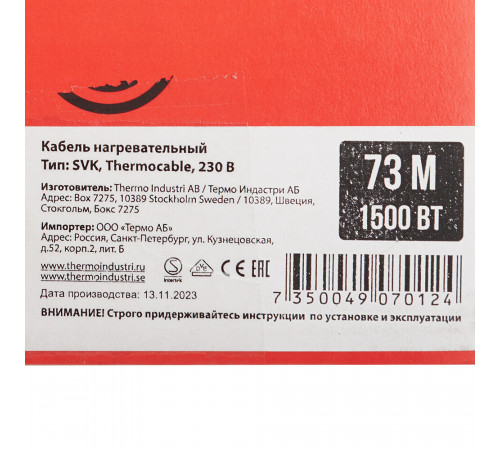 Кабель нагревательный
Тип: SVK, Thermocable, 230 В
73 М
1500 ВТ
Изготовитель: Thermo Industri AB / Термо Индастри АБ
Адрес: Box 7275, 10389 Stockholm Sweden / 10389, Швеция,
Стокгольм, Бокс 7275
Импортер: ООО «Термо АБ»
Адрес: Россия, Санкт-Петербург, ул. Кузнецовская,
д.52, корп.2, лит. Б
www.thermoindustri.ru
www.thermoindustri.se
S
Intertek
CE EAC
Дата производства: 13.11.2023
7 350049 070124
ВНИМАНИЕ! Строго придерживайтесь инструкции по установке и эксплуатации